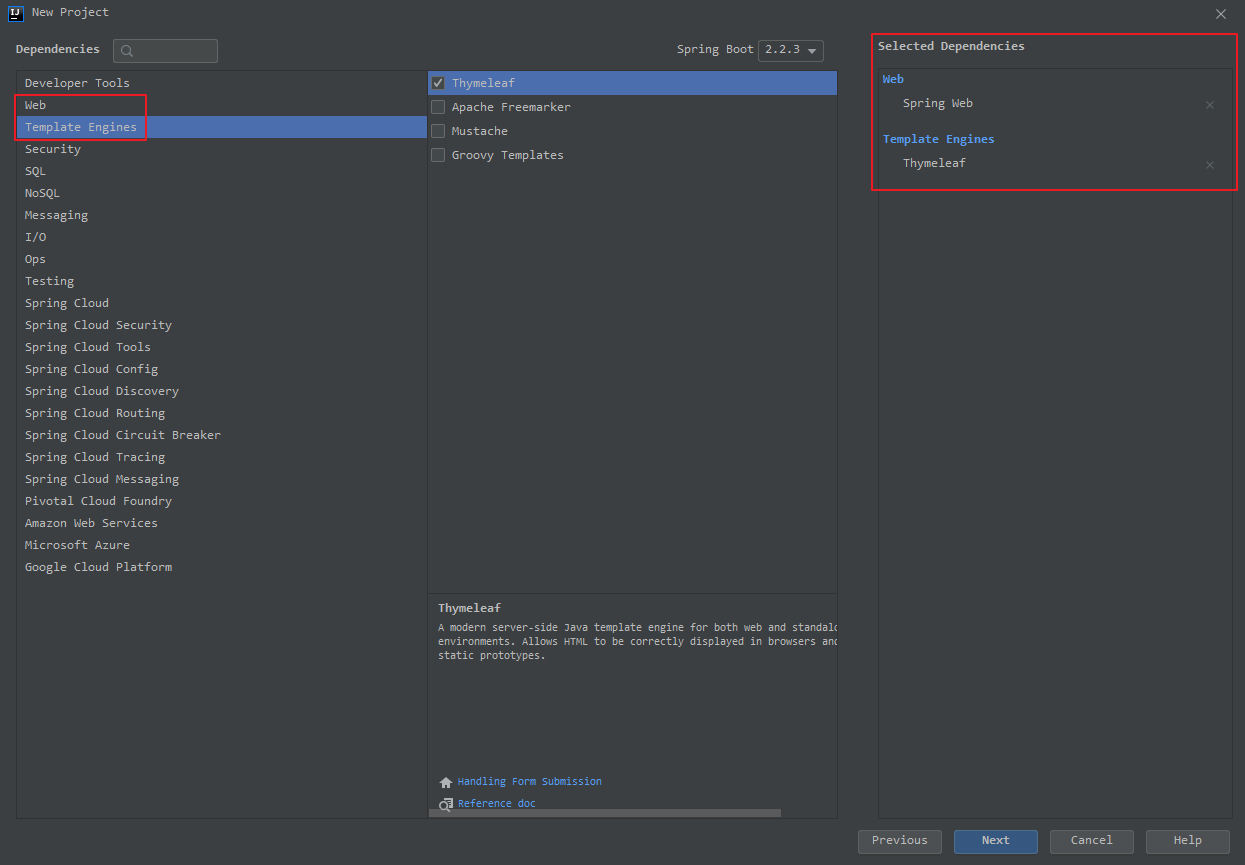 New Project
Dependencies
Spring Boot 2.2.3
Selected Dependencies
Developer Tools
Web
Template Engines
Security
SQL
NoSQL
Messaging
I/O
Ops
Testing
Spring Cloud
Spring Cloud Security
Spring Cloud Tools
Spring Cloud Config
Spring Cloud Discovery
Spring Cloud Routing
Spring Cloud Circuit Breaker
Spring Cloud Tracing
Spring Cloud Messaging
Pivotal Cloud Foundry
Amazon Web Services
Microsoft Azure
Google Cloud Platform
Thymeleaf
Apache Freemarker
Mustache
Groovy Templates
Thymeleaf
A modern server-side Java template engine for both web and standalo
environments. Allows HTML to be correctly displayed in browsers and
static prototypes.
Handling Form Submission
Reference doc
Web
Spring Web
Template Engines
Thymeleaf
Previous
Next
Cancel
Help